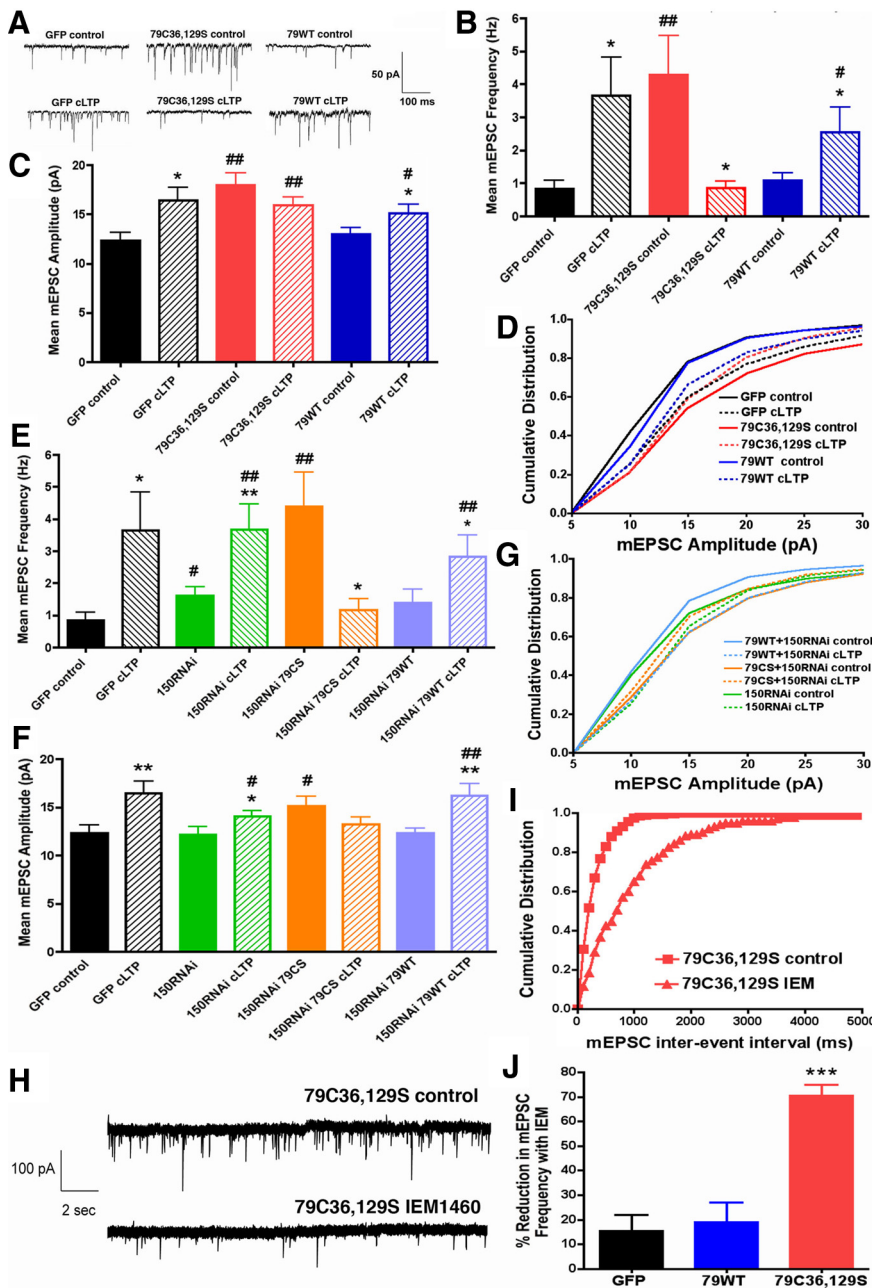 A
GFP control
79C36,129S control
79WT control
GFP cLTP
79C36,129S cLTP
79WT cLTP
50 pA
100 ms
B
Mean mEPSC Frequency (Hz)
6
5
4
3
2
1
0
*
##
*
#
*
GFP control
GFP cLTP
79C36,129S control
79C36,129S cLTP
79WT control
79WT cLTP
C
Mean mEPSC Amplitude (pA)
20
15
10
5
0
*
##
##
#
*
GFP control
GFP cLTP
79C36,129S control
79C36,129S cLTP
79WT control
79WT cLTP
D
Cumulative Distribution
1.0
0.8
0.6
0.4
0.2
0.0
GFP control
GFP cLTP
79C36,129S control
79C36,129S cLTP
79WT control
79WT cLTP
5
10
15
20
25
30
mEPSC Amplitude (pA)
E
Mean mEPSC Frequency (Hz)
6
5
4
3
2
1
0
*
#
##
**
##
*
##
*
GFP control
GFP cLTP
150RNAi
150RNAi cLTP
150RNAi 79CS
150RNAi 79CS cLTP
150RNAi 79WT
150RNAi 79WT cLTP
G
Cumulative Distribution
1.0
0.8
0.6
0.4
0.2
0.0
79WT+150RNAi control
79WT+150RNAi cLTP
79CS+150RNAi control
79CS+150RNAi cLTP
150RNAi control
150RNAi cLTP
5
10
15
20
25
30
mEPSC Amplitude (pA)
F
Mean mEPSC Amplitude (pA)
20
15
10
5
0
**
#
*
#
##
**
GFP control
GFP cLTP
150RNAi
150RNAi cLTP
150RNAi 79CS
150RNAi 79CS cLTP
150RNAi 79WT
150RNAi 79WT cLTP
I
Cumulative Distribution
1.0
0.8
0.6
0.4
0.2
0.0
79C36,129S control
79C36,129S IEM
0
1000
2000
3000
4000
5000
mEPSC inter-event interval (ms)
H
79C36,129S control
100 pA
2 sec
79C36,129S IEM1460
J
% Reduction in mEPSC
Frequency with IEM
80
70
60
50
40
30
20
10
0
***
GFP
79WT
79C36,129S